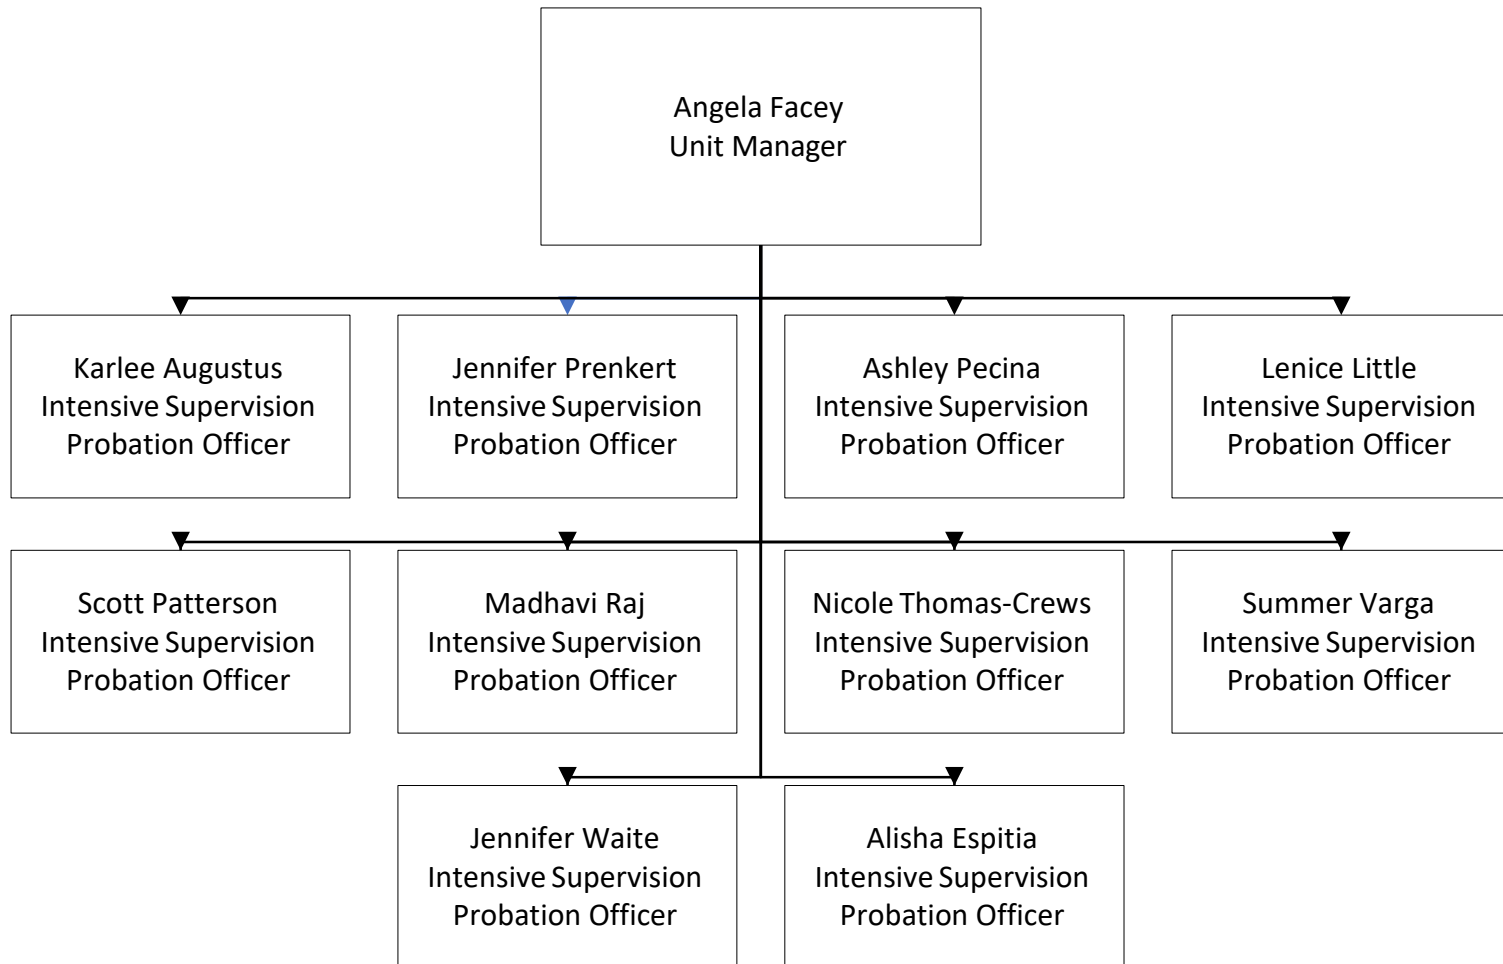 Angela Facey
Unit Manager
Karlee Augustus
Intensive Supervision
Probation Officer
Jennifer Prenkert
Intensive Supervision
Probation Officer
Ashley Pecina
Intensive Supervision
Probation Officer
Lenice Little
Intensive Supervision
Probation Officer
Scott Patterson
Intensive Supervision
Probation Officer
Madhavi Raj
Intensive Supervision
Probation Officer
Nicole Thomas-Crews
Intensive Supervision
Probation Officer
Summer Varga
Intensive Supervision
Probation Officer
Jennifer Waite
Intensive Supervision
Probation Officer
Alisha Espitia
Intensive Supervision
Probation Officer